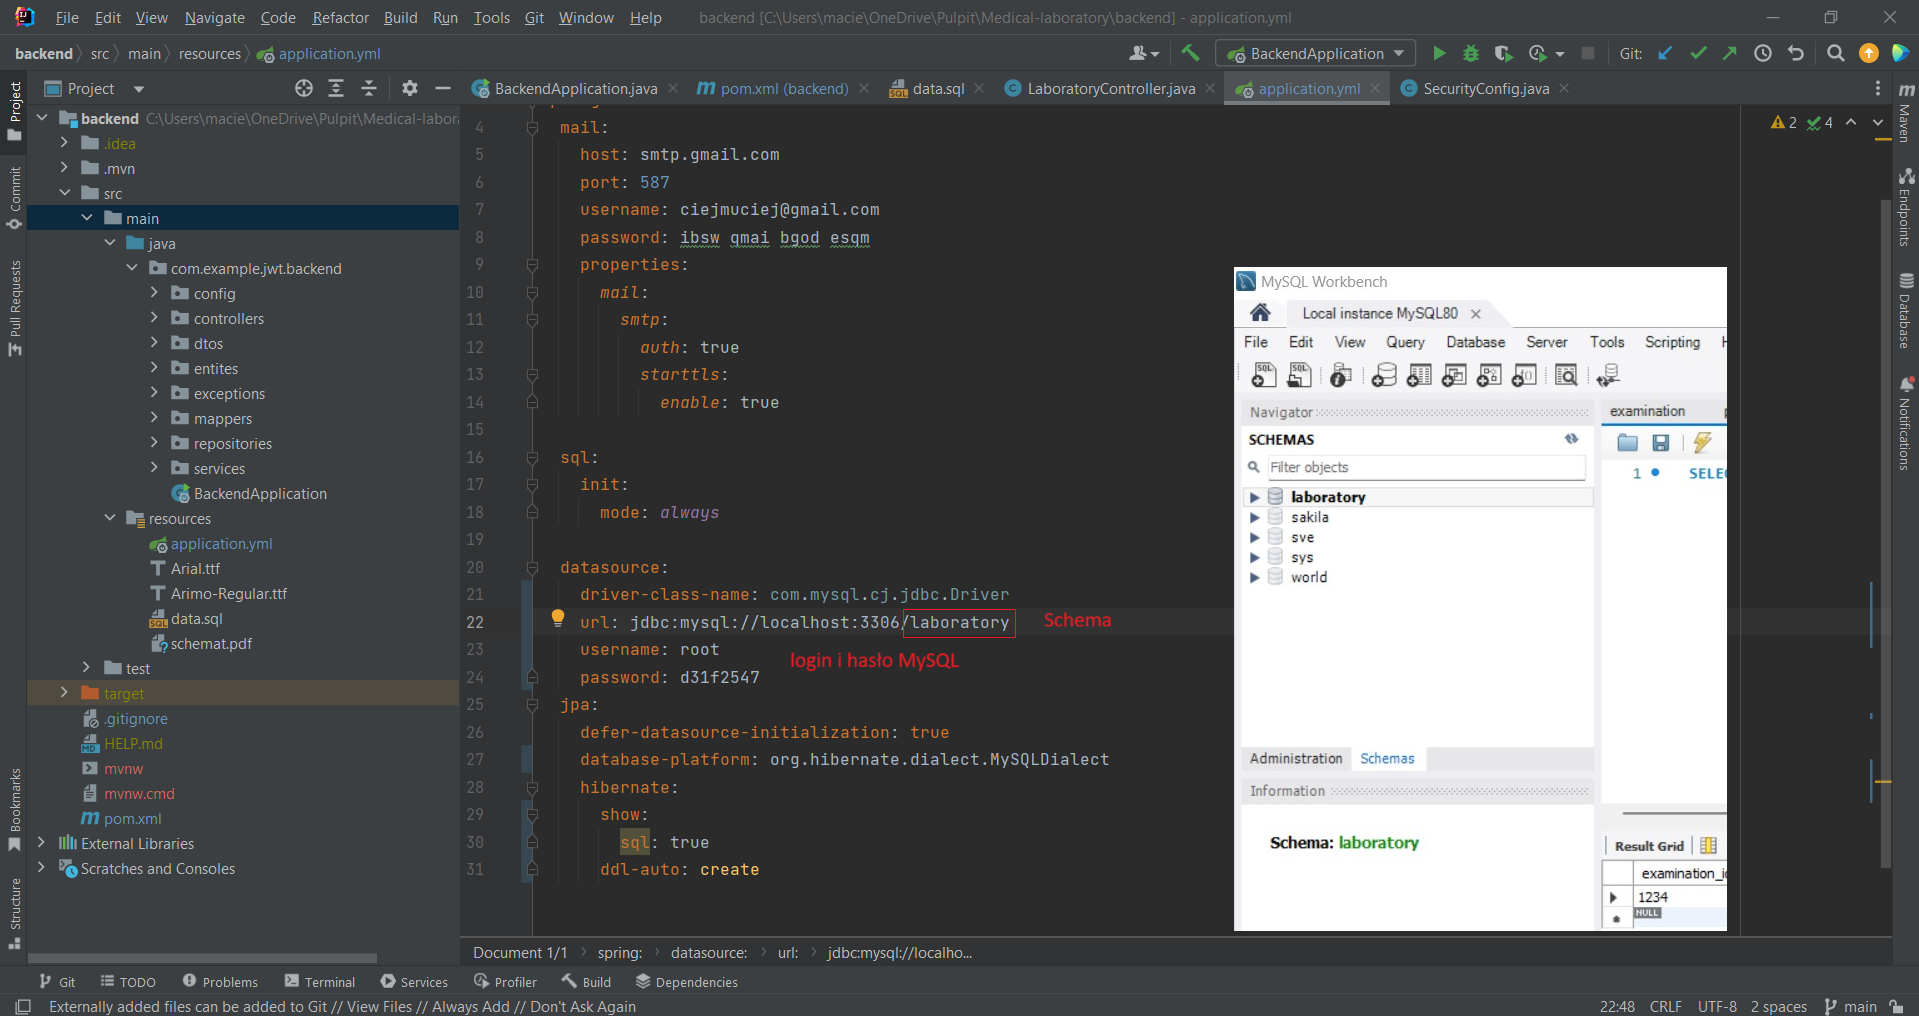 File Edit View Navigate Code Refactor Build Run Tools Git Window Help backend [C:\Users\macie\OneDrive\Pulpit\Medical-laboratory\backend] - application.yml
backend src main resources application.yml BackendApplication Git:
Project BackendApplication.java pom.xml (backend) data.sql LaboratoryController.java application.yml SecurityConfig.java
Project
Commit
Pull Requests
Bookmarks
Structure
backend C:\Users\macie\OneDrive\Pulpit\Medical-labora
.idea
.mvn
src
main
java
com.example.jwt.backend
config
controllers
dtos
entites
exceptions
mappers
repositories
services
BackendApplication
resources
application.yml
Arial.ttf
Arimo-Regular.ttf
data.sql
schemat.pdf
test
target
.gitignore
HELP.md
mvnw
mvnw.cmd
pom.xml
External Libraries
Scratches and Consoles
2 4
4 mail:
5 host: smtp.gmail.com
6 port: 587
7 username: ciejmuciej@gmail.com
8 password: ibsw qmai bgod esqm
9 properties:
10 mail:
11 smtp:
12 auth: true
13 starttls:
14 enable: true
15
16 sql:
17 init:
18 mode: always
19
20 datasource:
21 driver-class-name: com.mysql.cj.jdbc.Driver
22 url: jdbc:mysql://localhost:3306/laboratory Schema
23 username: root
login i hasło MySQL
24 password: d31f2547
25 jpa:
26 defer-datasource-initialization: true
27 database-platform: org.hibernate.dialect.MySQLDialect
28 hibernate:
29 show:
30 sql: true
31 ddl-auto: create
MySQL Workbench
Local instance MySQL80
File Edit View Query Database Server Tools Scripting
Navigator
examination
SCHEMAS
Filter objects
1 SELEC
laboratory
sakila
sve
sys
world
Administration Schemas
Information
Schema: laboratory
Result Grid
examination_id
1234
NULL
Maven
Endpoints
Database
Notifications
Document 1/1 spring: datasource: url: jdbc:mysql://localho...
Git TODO Problems Terminal Services Profiler Build Dependencies
Externally added files can be added to Git // View Files // Always Add // Don't Ask Again 22:48 CRLF UTF-8 2 spaces main